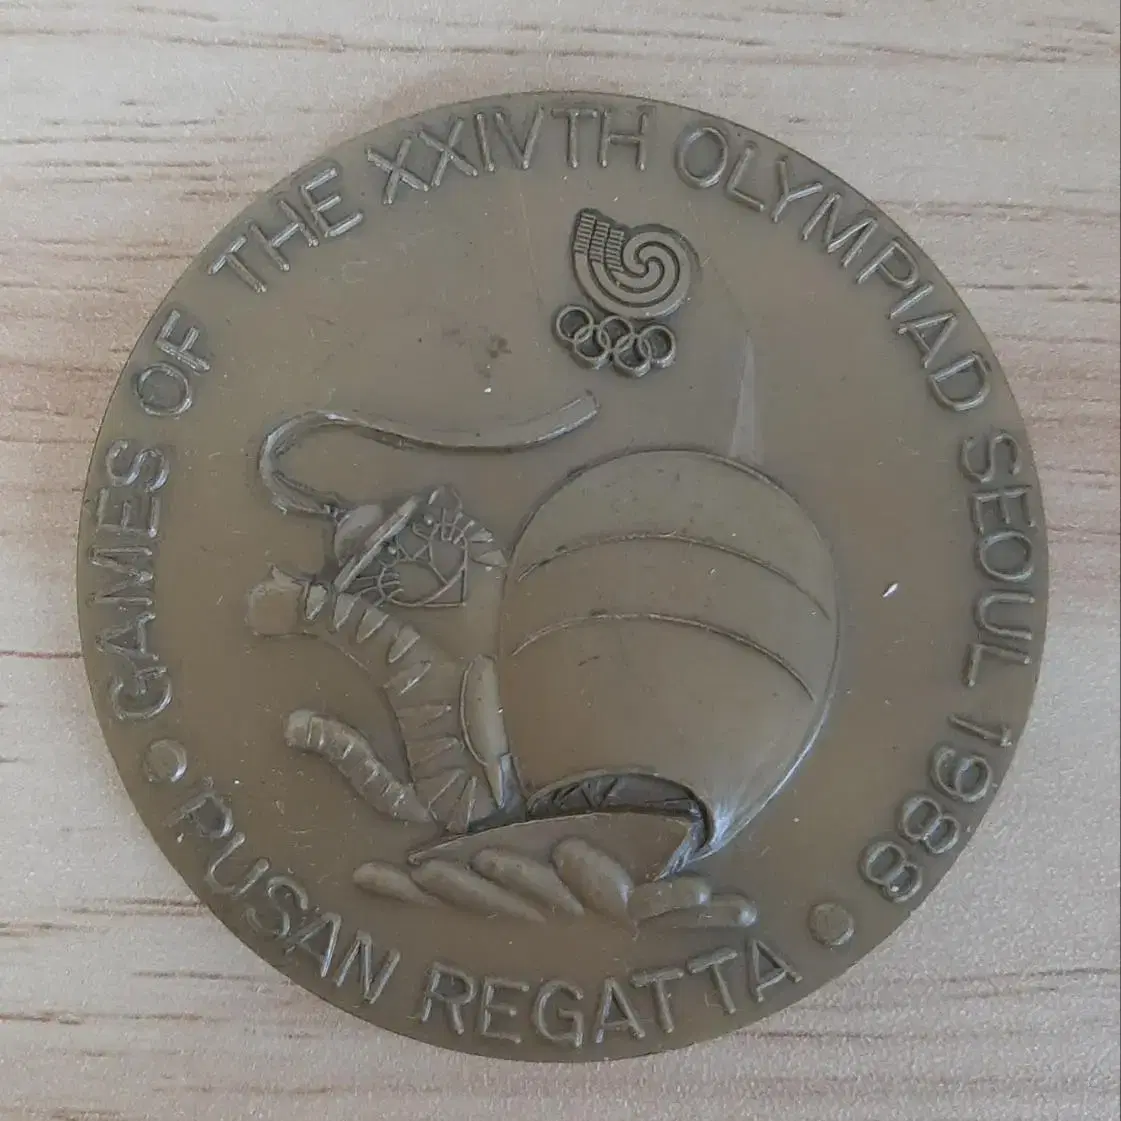 GAMES OF THE XXIVTH OLYMPIAD SEOUL 1988
PUSAN REGATTA